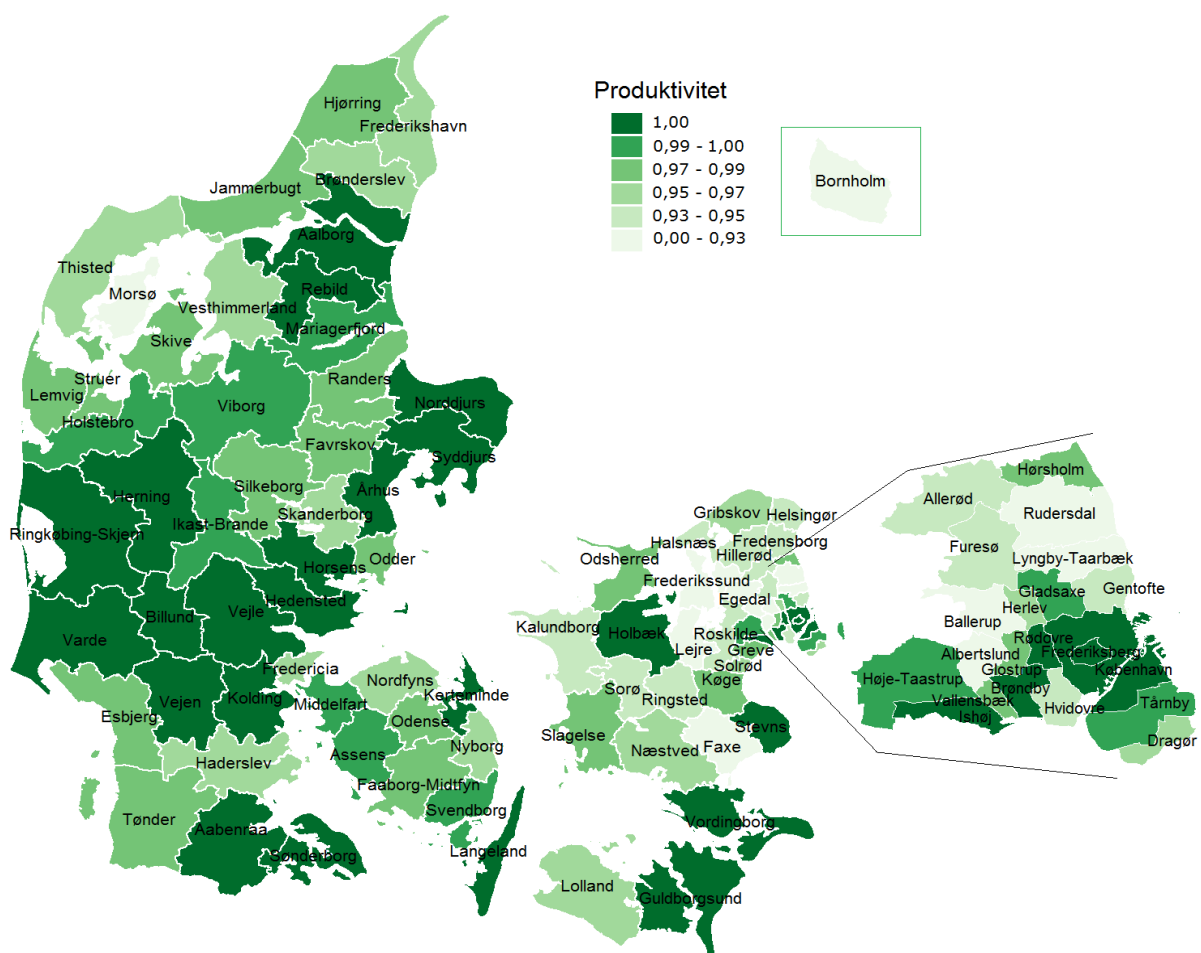 Produktivitet
1,00
0,99 - 1,00
0,97 - 0,99
0,95 - 0,97
0,93 - 0,95
0,00 - 0,93
Bornholm
Hjørring
Frederikshavn
Brønderslev
Jammerbugt
Aalborg
Thisted
Morsø
Rebild
Vesthimmerland
Mariagerfjord
Skive
Struer
Lemvig
Randers
Holstebro
Viborg
Norddjurs
Favrskov
Syddjurs
Silkeborg
Århus
Herning
Skanderborg
Ikast-Brande
Ringkøbing-Skjern
Odder
Horsens
Hedensted
Billund
Vejle
Varde
Fredericia
Vejen
Kolding
Esbjerg
Haderslev
Tønder
Aabenraa
Sønderborg
Nordfyns
Kerteminde
Middelfart
Odense
Assens
Nyborg
Faaborg-Midtfyn
Svendborg
Langeland
Gribskov
Helsingør
Halsnæs
Fredensborg
Hillerød
Odsherred
Frederikssund
Egedal
Kalundborg
Holbæk
Roskilde
Lejre
Greve
Solrød
Køge
Sorø
Ringsted
Slagelse
Stevns
Næstved
Faxe
Vordingborg
Lolland
Guldborgsund
Hørsholm
Allerød
Rudersdal
Furesø
Lyngby-Taarbæk
Gladsaxe
Gentofte
Herlev
Ballerup
Rødovre
Albertslund
Frederiksberg
Glostrup
København
Høje-Taastrup
Brøndby
Vallensbæk
Ishøj
Hvidovre
Tårnby
Dragør